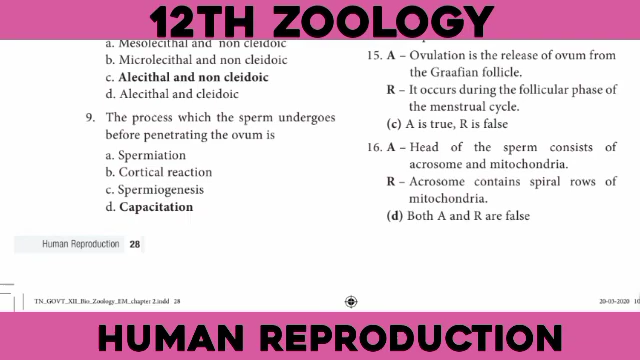 12TH ZOOLOGY
a. Mesolecithal and non cleidoic
b. Microlecithal and non cleidoic
c. Alecithal and non cleidoic
d. Alecithal and cleidoic
9. The process which the sperm undergoes
before penetrating the ovum is
a. Spermiation
b. Cortical reaction
c. Spermiogenesis
d. Capacitation
15. A – Ovulation is the release of ovum from
the Graafian follicle.
R – It occurs during the follicular phase of
the menstrual cycle.
(c) A is true, R is false
16. A – Head of the sperm consists of
acrosome and mitochondria.
R – Acrosome contains spiral rows of
mitochondria.
(d) Both A and R are false
Human Reproduction 28
TN_GOVT_XII_Bio_Zoology_EM_chapter 2.indd 28
20-03-2020 10
HUMAN REPRODUCTION